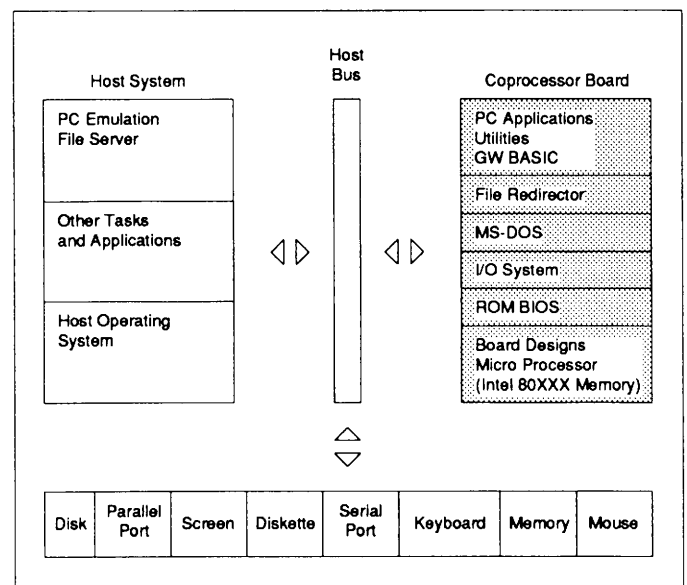 Host
Bus
Host System
Coprocessor Board
PC Emulation
File Server
Other Tasks
and Applications
Host Operating
System
PC Applications
Utilities
GW BASIC
File Redirector
MS-DOS
I/O System
ROM BIOS
Board Designs
Micro Processor
(Intel 80XXX Memory)
Disk
Parallel
Port
Screen
Diskette
Serial
Port
Keyboard
Memory
Mouse